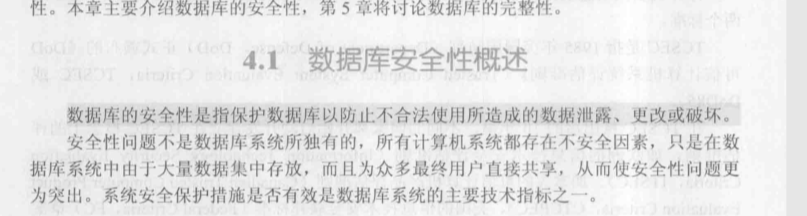 性。本章主要介绍数据库的安全性，第 5 章将讨论数据库的完整性。
4.1 数据库安全性概述
数据库的安全性是指保护数据库以防止不合法使用所造成的数据泄露、更改或破坏。
安全性问题不是数据库系统所独有的，所有计算机系统都存在不安全因素，只是在数
据库系统中由于大量数据集中存放，而且为众多最终用户直接共享，从而使安全性问题更
为突出。系统安全保护措施是否有效是数据库系统的主要技术指标之一。